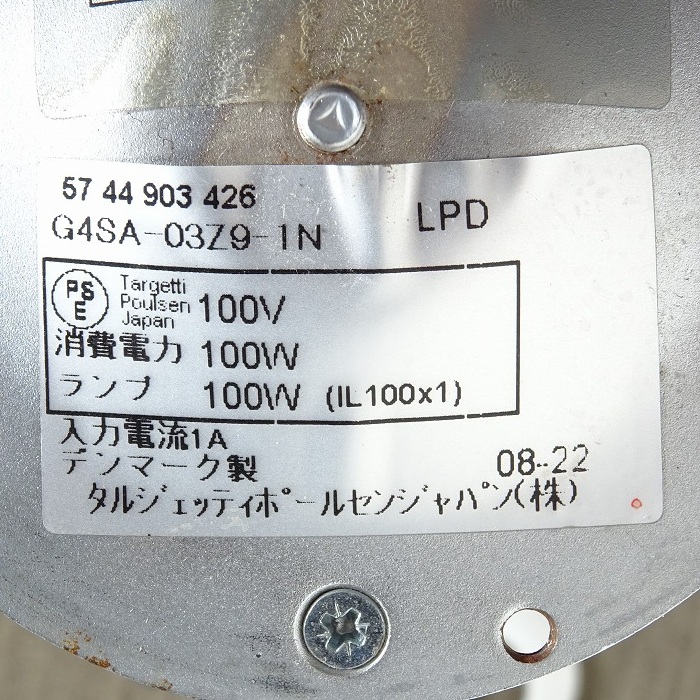 57 44 903 426
G4SA-03Z9-1N
LPD
PSE
Targetti
Poulsen
Japan
100V
消費電力 100W
ランプ 100W (IL100x1)
入力電流1A
デンマーク製
08-22
タルジェッティポールセンジャパン(株)